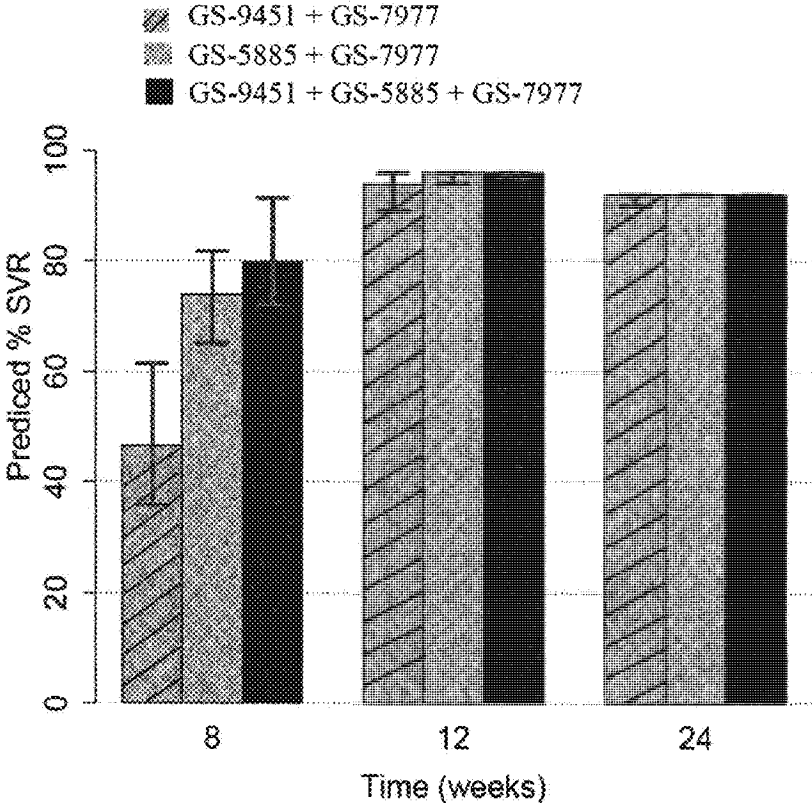 GS-9451 + GS-7977
GS-5885 + GS-7977
GS-9451 + GS-5885 + GS-7977
Prediced % SVR
100
80
60
40
20
0
8 12 24
Time (weeks)